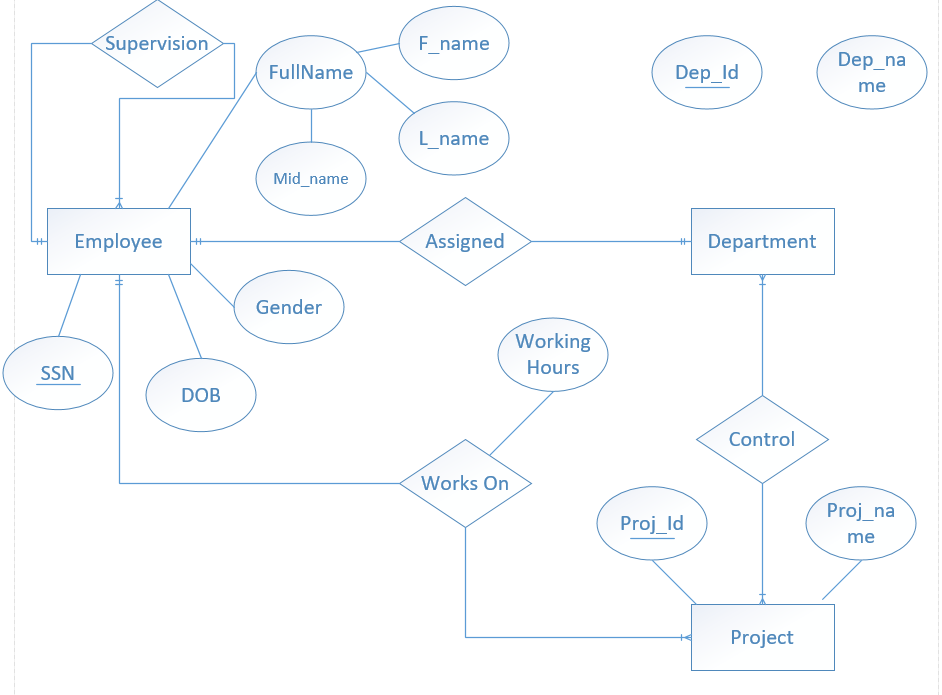 Supervision
F_name
FullName
Dep_Id
Dep_na
me
L_name
Mid_name
Employee
Assigned
Department
Gender
Working
Hours
SSN
DOB
Control
Works On
Proj_Id
Proj_na
me
Project